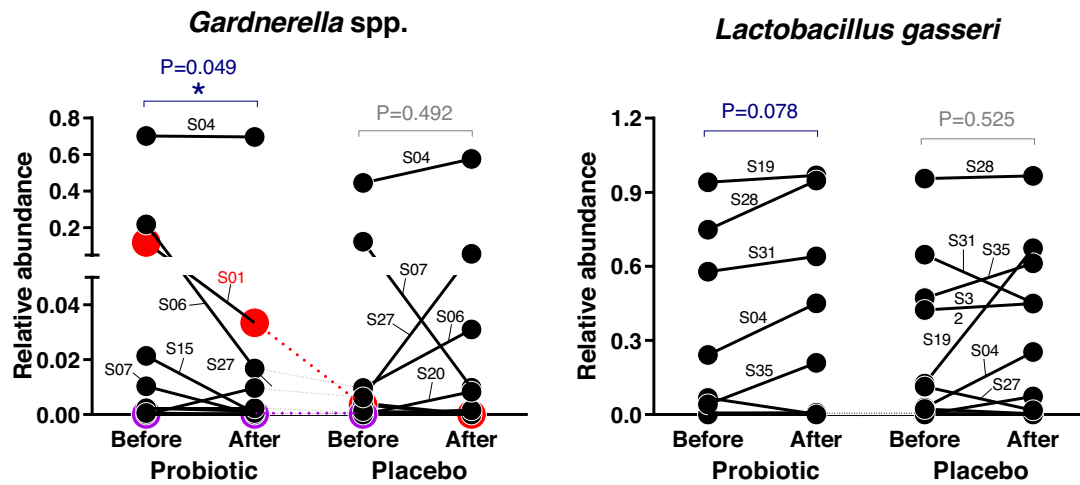 Gardnerella spp.
P=0.049
*
P=0.492
Relative abundance
0.8
0.6
0.4
0.2
0.04
0.02
0.00
S04
S01
S06
S15
S07
S27
S04
S07
S27
S06
S20
Before
After
Before
After
Probiotic
Placebo
Lactobacillus gasseri
P=0.078
P=0.525
Relative abundance
1.2
0.9
0.6
0.3
0.0
S19
S28
S31
S04
S35
S28
S31
S35
S3
2
S19
S04
S27
Before
After
Before
After
Probiotic
Placebo